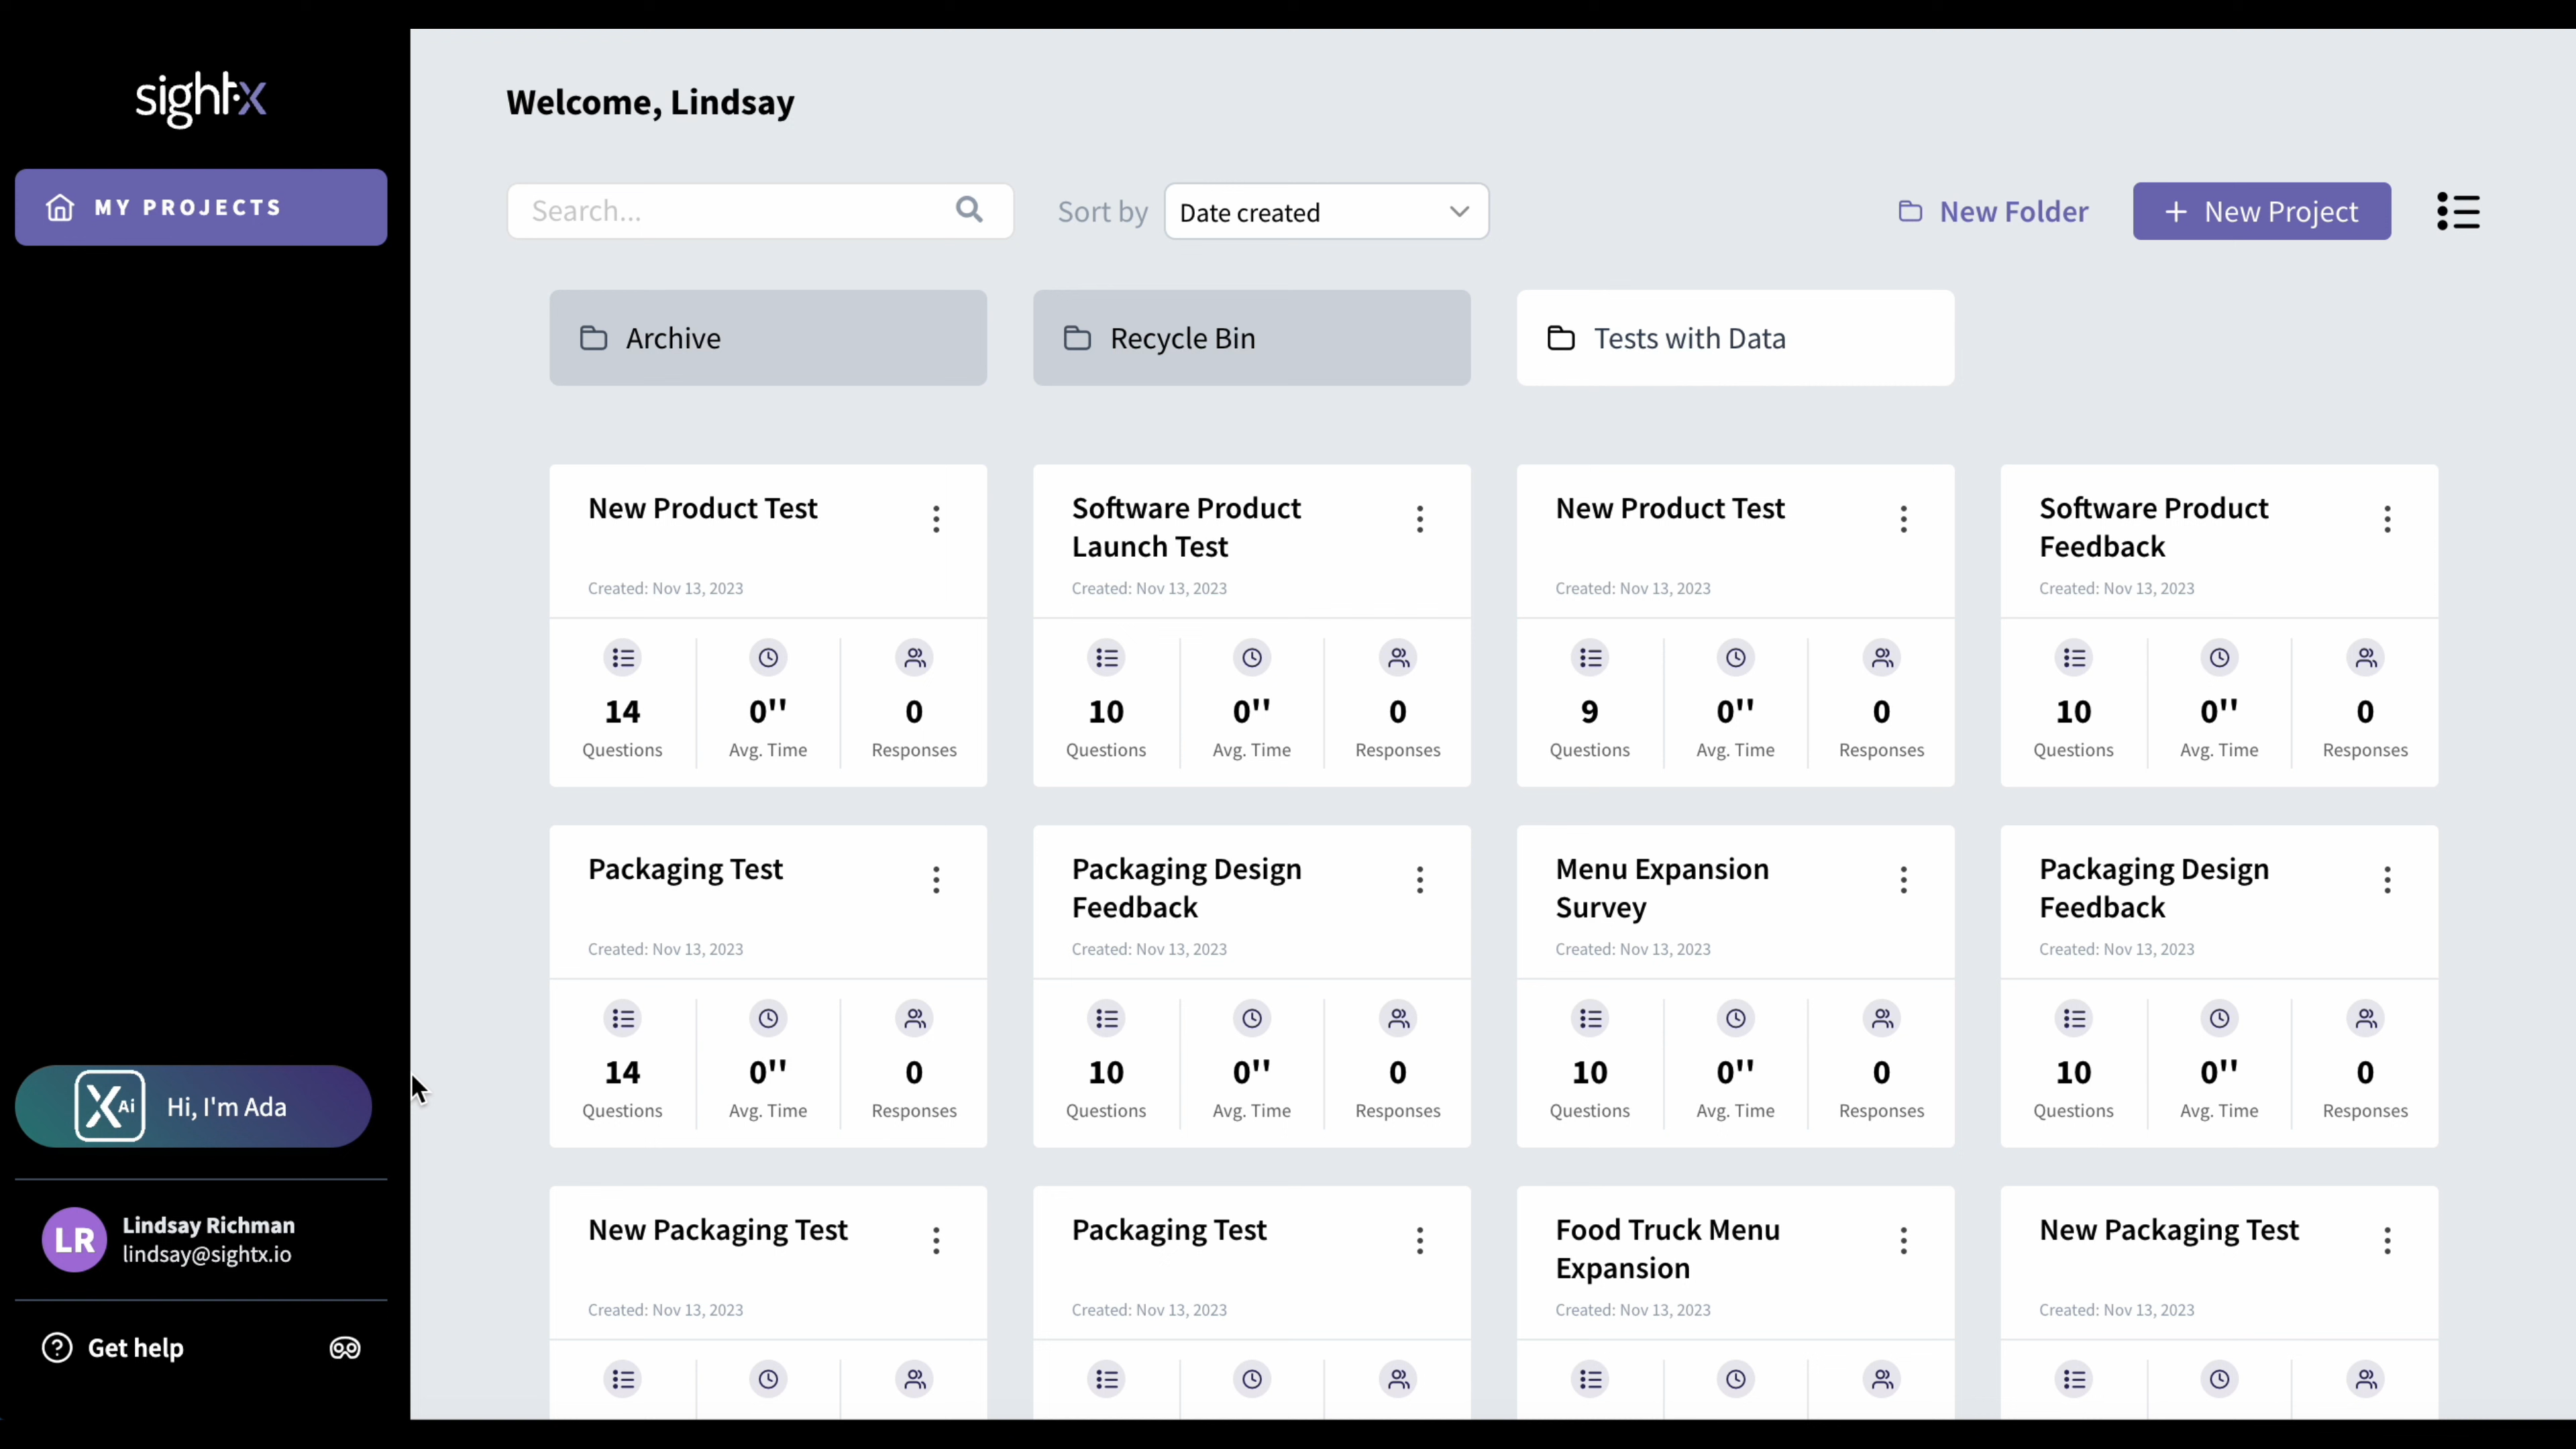 sightx
MY PROJECTS
Welcome, Lindsay
Search...
Sort by
Date created
New Folder
+ New Project
Archive
Recycle Bin
Tests with Data
New Product Test
Created: Nov 13, 2023
14
Questions
0''
Avg. Time
0
Responses
Software Product
Launch Test
Created: Nov 13, 2023
10
Questions
0''
Avg. Time
0
Responses
New Product Test
Created: Nov 13, 2023
9
Questions
0''
Avg. Time
0
Responses
Software Product
Feedback
Created: Nov 13, 2023
10
Questions
0''
Avg. Time
0
Responses
Packaging Test
Created: Nov 13, 2023
14
Questions
0''
Avg. Time
0
Responses
Packaging Design
Feedback
Created: Nov 13, 2023
10
Questions
0''
Avg. Time
0
Responses
Menu Expansion
Survey
Created: Nov 13, 2023
10
Questions
0''
Avg. Time
0
Responses
Packaging Design
Feedback
Created: Nov 13, 2023
10
Questions
0''
Avg. Time
0
Responses
New Packaging Test
Created: Nov 13, 2023
Packaging Test
Created: Nov 13, 2023
Food Truck Menu
Expansion
Created: Nov 13, 2023
New Packaging Test
Created: Nov 13, 2023
XAi
Hi, I'm Ada
LR
Lindsay Richman
lindsay@sightx.io
? Get help